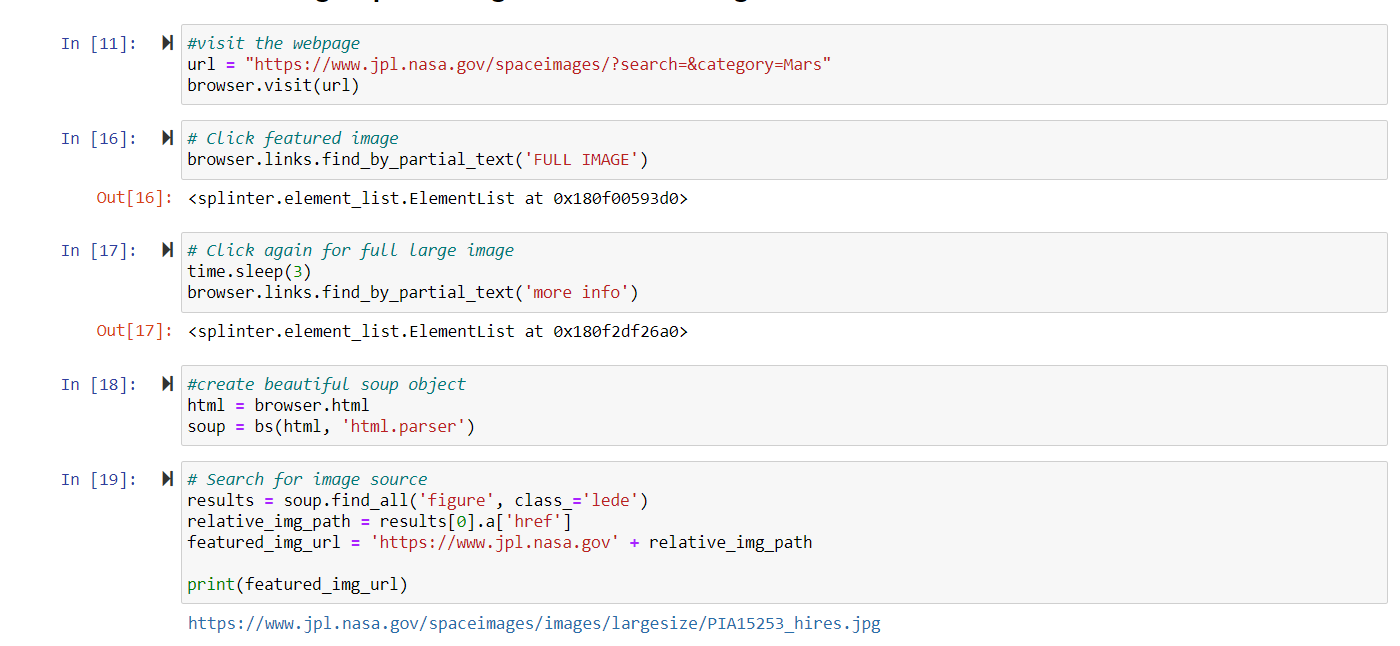 In [11]:
#visit the webpage
url = "https://www.jpl.nasa.gov/spaceimages/?search=&category=Mars"
browser.visit(url)
In [16]:
# Click featured image
browser.links.find_by_partial_text('FULL IMAGE')
Out[16]: <splinter.element_list.ElementList at 0x180f00593d0>
In [17]:
# Click again for full large image
time.sleep(3)
browser.links.find_by_partial_text('more info')
Out[17]: <splinter.element_list.ElementList at 0x180f2df26a0>
In [18]:
#create beautiful soup object
html = browser.html
soup = bs(html, 'html.parser')
In [19]:
# Search for image source
results = soup.find_all('figure', class_='lede')
relative_img_path = results[0].a['href']
featured_img_url = 'https://www.jpl.nasa.gov' + relative_img_path
print(featured_img_url)
https://www.jpl.nasa.gov/spaceimages/images/largesize/PIA15253_hires.jpg